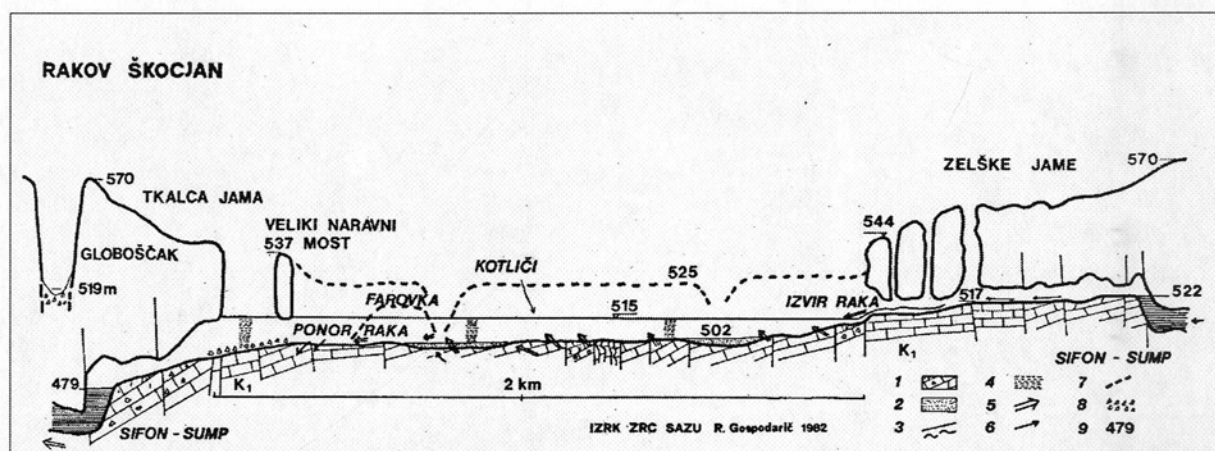 RAKOV ŠKOCJAN
570
TKALCA JAMA
VELIKI NARAVNI
537 MOST
GLOBOŠČAK
519 m
FAROVKA
KOTLIČI
525
515
502
PONOR RAKA
ZELŠKE JAME
570
544
IZVIR RAKA
517
522
479
K1
2 km
K1
SIFON - SUMP
SIFON - SUMP
IZRK ZRC SAZU R. Gospodarič 1982
1 4 7
2 5 8
3 6 9 479